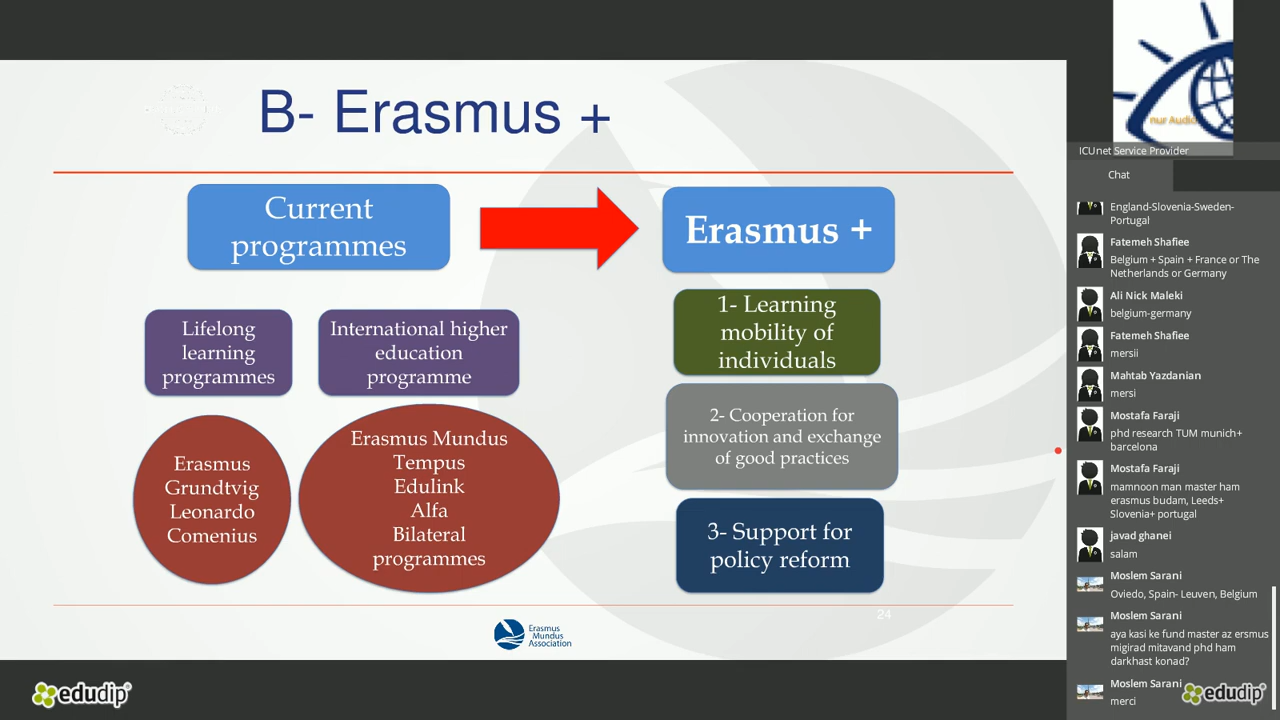 B- Erasmus +
Current
programmes
Erasmus +
Lifelong
learning
programmes
International higher
education
programme
1- Learning
mobility of
individuals
Erasmus
Grundtvig
Leonardo
Comenius
Erasmus Mundus
Tempus
Edulink
Alfa
Bilateral
programmes
2- Cooperation for
innovation and exchange
of good practices
3- Support for
policy reform
24
Erasmus
Mundus
Association
edudip
nur Audio
ICUnet Service Provider
Chat
England-Slovenia-Sweden-
Portugal
Fatemeh Shafiee
Belgium + Spain + France or The
Netherlands or Germany
Ali Nick Maleki
belgium-germany
Fatemeh Shafiee
mersii
Mahtab Yazdanian
mersi
Mostafa Faraji
phd research TUM munich+
barcelona
Mostafa Faraji
mamnoon man master ham
erasmus budam, Leeds+
Slovenia+ portugal
javad ghanei
salam
Moslem Sarani
Oviedo, Spain- Leuven, Belgium
Moslem Sarani
aya kasi ke fund master az ersmus
migirad mitavand phd ham
darkhast konad?
Moslem Sarani
merci
edudip